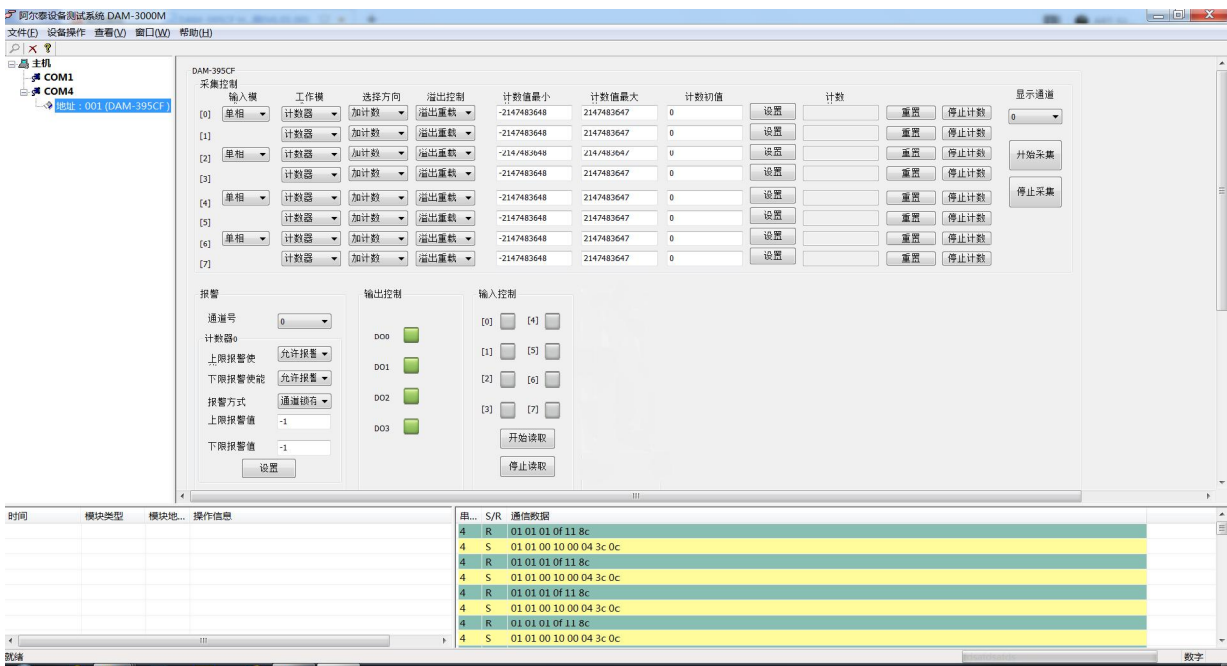 阿尔泰设备测试系统 DAM-3000M
文件(F) 设备操作 查看(V) 窗口(W) 帮助(H)
主机
COM1
COM4
地址：001 (DAM-395CF)
DAM-395CF
采集控制
输入模 工作模 选择方向 溢出控制 计数值最小 计数值最大 计数初值 计数 显示通道
[0] 单相 计数器 加计数 溢出重载 -2147483648 2147483647 0 设置 重置 停止计数 0
[1] 计数器 加计数 溢出重载 -2147483648 2147483647 0 设置 重置 停止计数
[2] 单相 计数器 加计数 溢出重载 -2147483648 2147483647 0 设置 重置 停止计数 开始采集
[3] 计数器 加计数 溢出重载 -2147483648 2147483647 0 设置 重置 停止计数
[4] 单相 计数器 加计数 溢出重载 -2147483648 2147483647 0 设置 重置 停止计数 停止采集
[5] 计数器 加计数 溢出重载 -2147483648 2147483647 0 设置 重置 停止计数
[6] 单相 计数器 加计数 溢出重载 -2147483648 2147483647 0 设置 重置 停止计数
[7] 计数器 加计数 溢出重载 -2147483648 2147483647 0 设置 重置 停止计数
报警 输出控制 输入控制
通道号 0
计数器0
上限报警使 允许报警
下限报警使能 允许报警
报警方式 通道锁存
上限报警值 -1
下限报警值 -1
设置
DO0
DO1
DO2
DO3
[0] [4]
[1] [5]
[2] [6]
[3] [7]
开始读取
停止读取
时间 模块类型 模块地... 操作信息
串... S/R 通信数据
4 R 01 01 01 0f 11 8c
4 S 01 01 00 10 00 04 3c 0c
4 R 01 01 01 0f 11 8c
4 S 01 01 00 10 00 04 3c 0c
4 R 01 01 01 0f 11 8c
4 S 01 01 00 10 00 04 3c 0c
4 R 01 01 01 0f 11 8c
4 S 01 01 00 10 00 04 3c 0c
就绪 数字